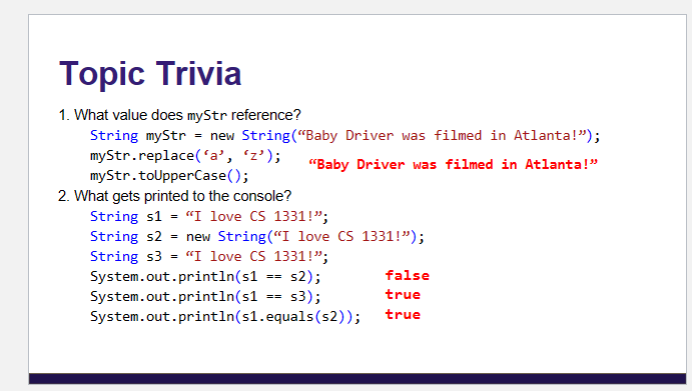 Topic Trivia
1. What value does myStr reference?
String myStr = new String(“Baby Driver was filmed in Atlanta!”);
myStr.replace(‘a’, ‘z’);
“Baby Driver was filmed in Atlanta!”
myStr.toUpperCase();
2. What gets printed to the console?
String s1 = “I love CS 1331!”;
String s2 = new String(“I love CS 1331!”);
String s3 = “I love CS 1331!”;
System.out.println(s1 == s2); false
System.out.println(s1 == s3); true
System.out.println(s1.equals(s2)); true